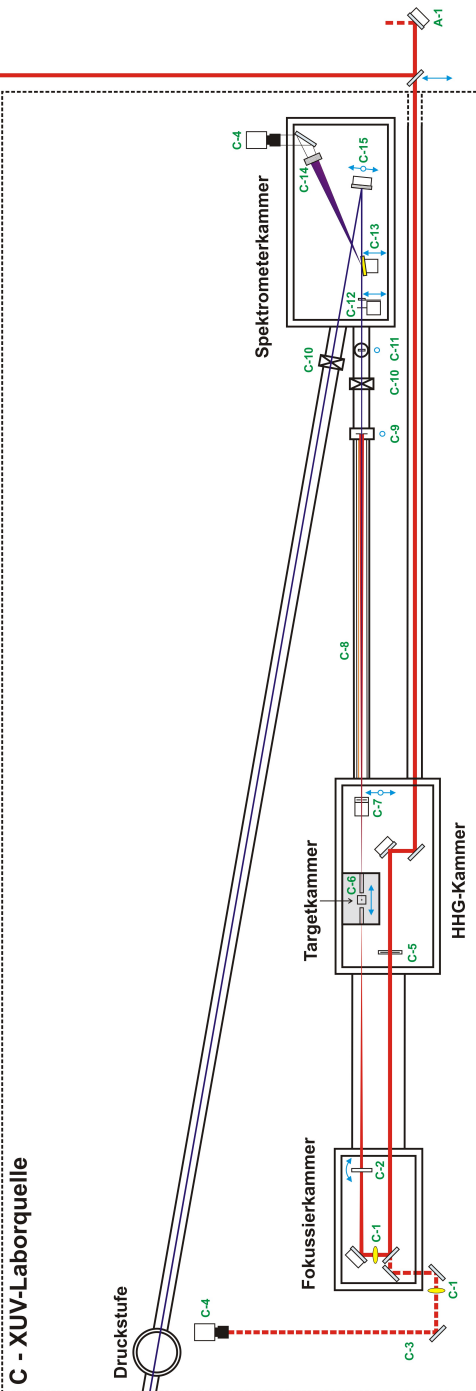 C - XUV-Laborquelle
Druckstufe
C-4
C-3
C-1
Fokussierkammer
C-1
C-2
HHG-Kammer
Targetkammer
C-5
C-6
C-7
C-8
C-9
C-10
C-10
C-11
Spektrometerkammer
C-12
C-13
C-14
C-15
C-4
A-1